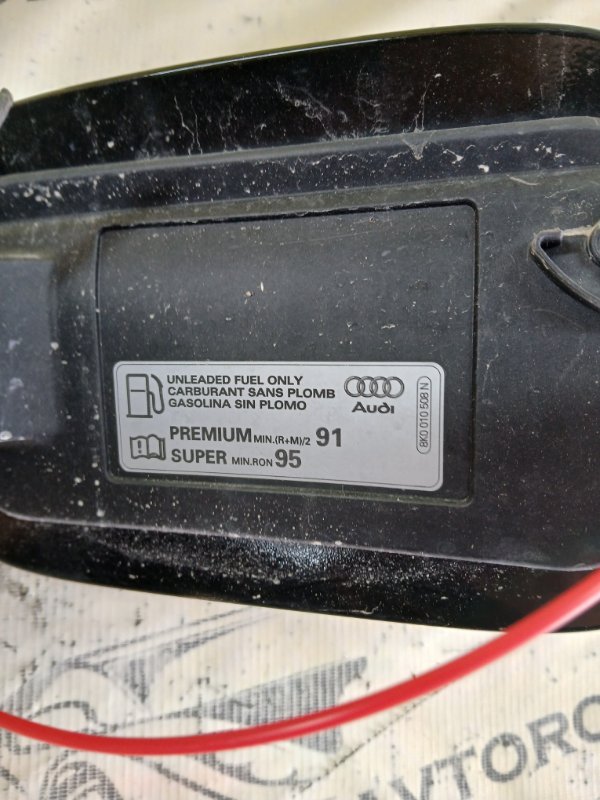 UNLEADED FUEL ONLY
CARBURANT SANS PLOMB
GASOLINA SIN PLOMO
Audi
PREMIUM MIN.(R+M)/2 91
SUPER MIN.RON 95
8K0 010 508 N